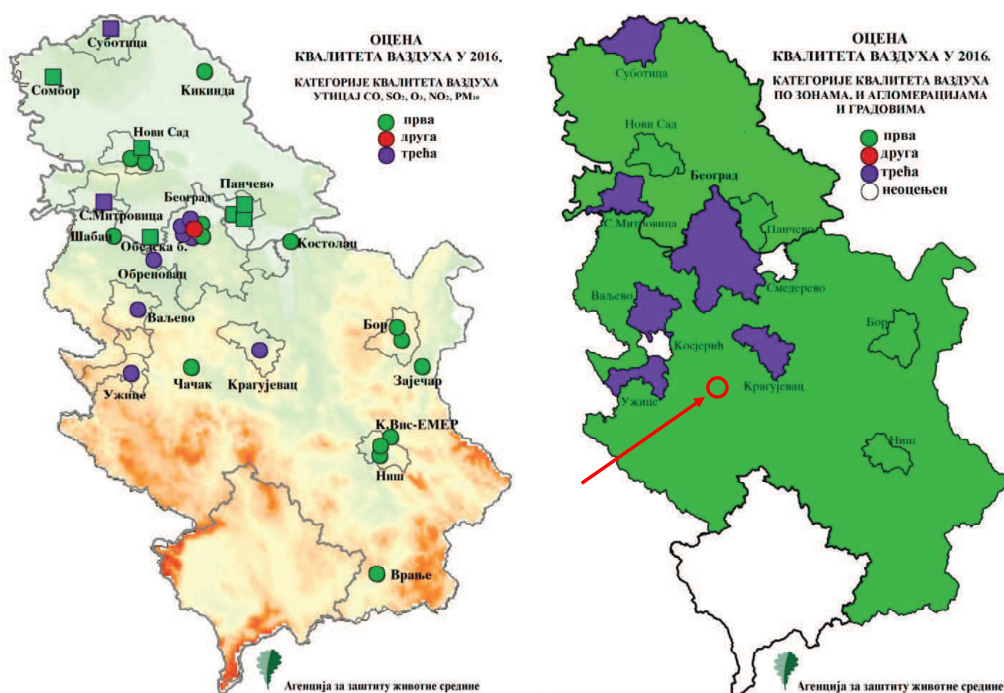 ОЦЕНА
КВАЛИТЕТА ВАЗДУХА У 2016.
КАТЕГОРИЈЕ КВАЛИТЕТА ВАЗДУХА
УТИЦАЈ CO, SO₂, O₃, NO₂, PM₁₀
прва
друга
трећа
Суботица
Сомбор
Кикинда
Нови Сад
Београд
Панчево
С.Митровица
Шабац
Обедска б.
Костолац
Обреновац
Ваљево
Бор
Ужице
Чачак
Крагујевац
Зајечар
К.Вис-ЕМЕР
Ниш
Врање
Агенција за заштиту животне средине
ОЦЕНА
КВАЛИТЕТА ВАЗДУХА У 2016.
КАТЕГОРИЈЕ КВАЛИТЕТА ВАЗДУХА
ПО ЗОНАМА, И АГЛОМЕРАЦИЈАМА
И ГРАДОВИМА
прва
друга
трећа
неоцењен
Суботица
Нови Сад
Београд
С.Митровица
Панчево
Смедерево
Ваљево
Косјерић
Бор
Ужице
Крагујевац
Ниш
Агенција за заштиту животне средине